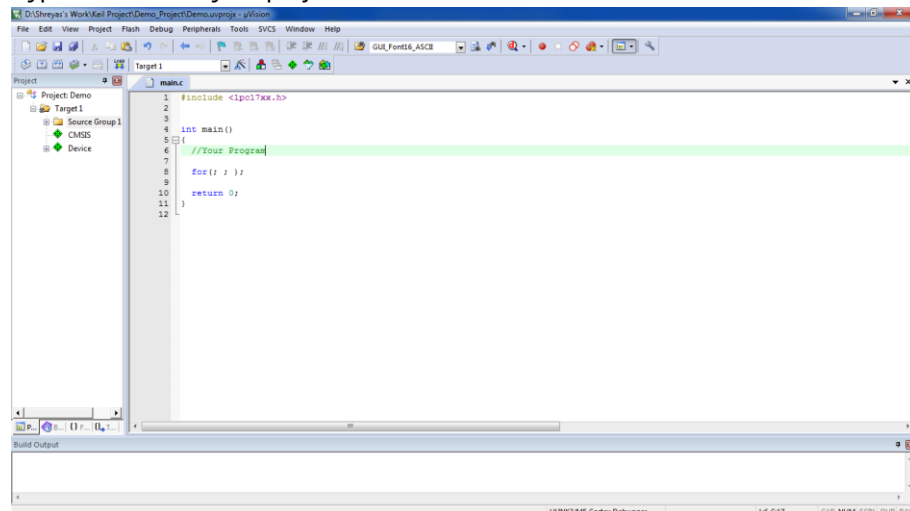 D:\Shreyas's Work\Keil Project\Demo_Project\Demo.uvprojx - µVision
File Edit View Project Flash Debug Peripherals Tools SVCS Window Help
GUI_Font16_ASCII
Target 1
Project
main.c
Project: Demo
Target 1
Source Group 1
CMSIS
Device
1 #include <lpc17xx.h>
2
3
4 int main()
5 {
6 //Your Program
7
8 for(; ; );
9
10 return 0;
11 }
12
P... B... {} F... T...
Build Output